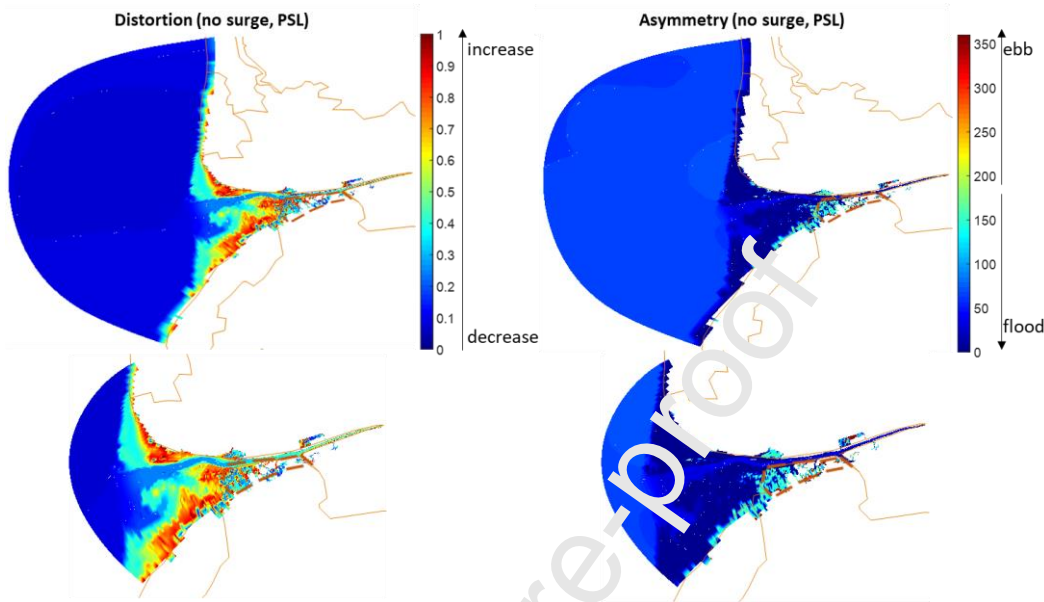 Distortion (no surge, PSL)
Asymmetry (no surge, PSL)
1
0.9
0.8
0.7
0.6
0.5
0.4
0.3
0.2
0.1
0
increase
decrease
350
300
250
200
150
100
50
0
ebb
flood
re-proof